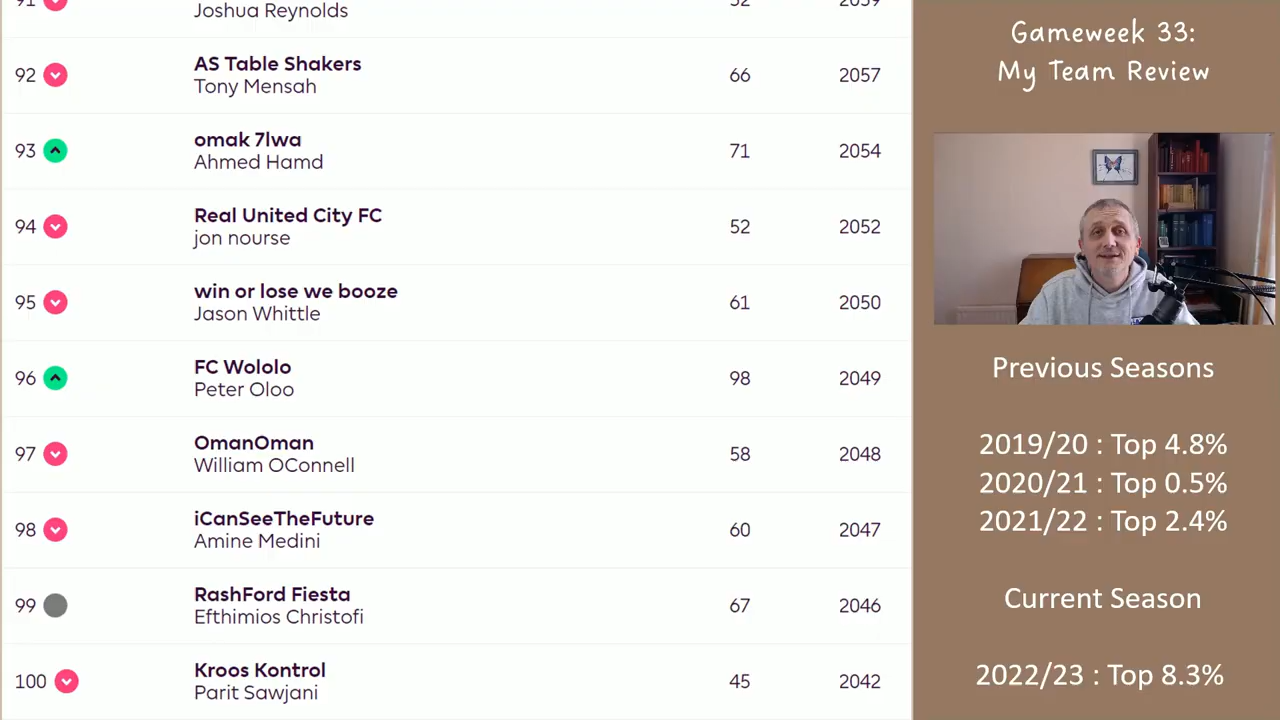 Joshua Reynolds
92 AS Table Shakers 66 2057
Tony Mensah
93 omak 7lwa 71 2054
Ahmed Hamd
94 Real United City FC 52 2052
jon nourse
95 win or lose we booze 61 2050
Jason Whittle
96 FC Wololo 98 2049
Peter Oloo
97 OmanOman 58 2048
William OConnell
98 iCanSeeTheFuture 60 2047
Amine Medini
99 RashFord Fiesta 67 2046
Efthimios Christofi
100 Kroos Kontrol 45 2042
Parit Sawjani
Gameweek 33:
My Team Review
Previous Seasons
2019/20 : Top 4.8%
2020/21 : Top 0.5%
2021/22 : Top 2.4%
Current Season
2022/23 : Top 8.3%